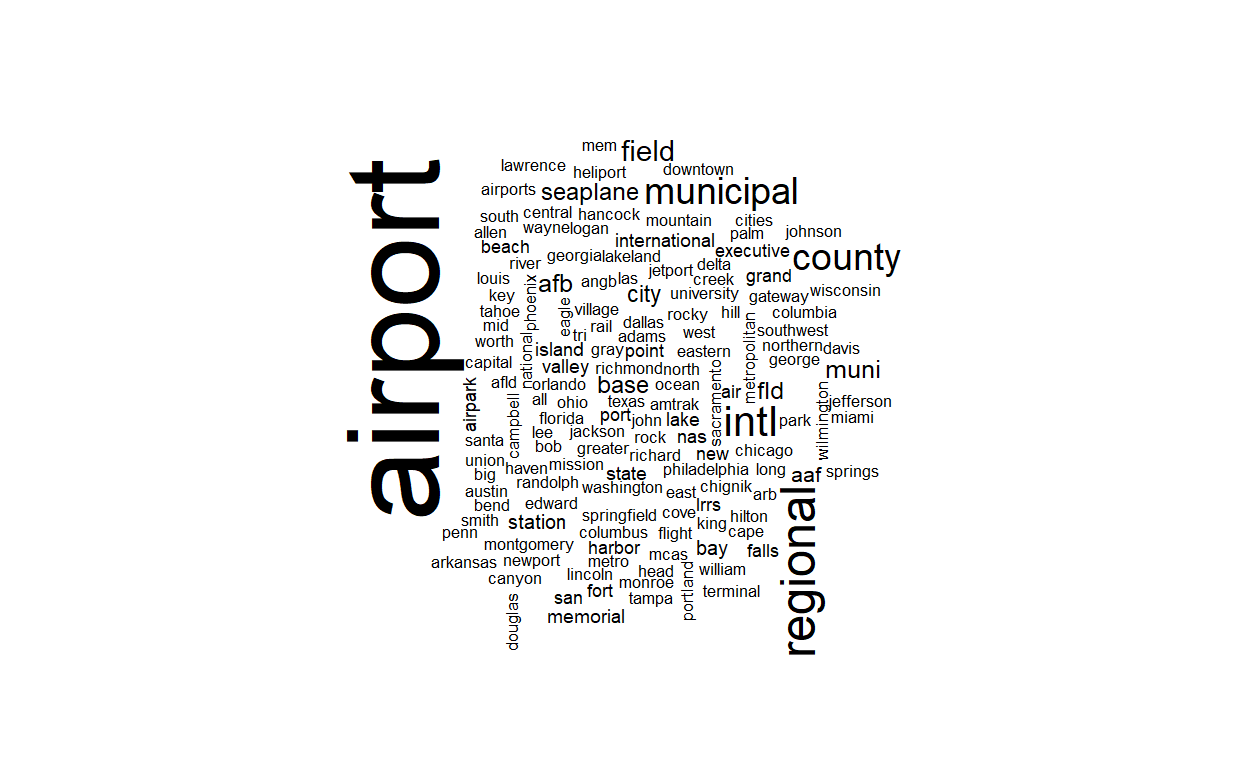 mem field
lawrence heliport downtown
airports seaplane municipal
south central hancock mountain cities
allen wayne logan international palm johnson
beach georgia lakeland executive county
river jetport delta
louis afb angb las creek grand
key phoenix city university gateway wisconsin
tahoe eagle village rocky hill columbia
mid tri rail dallas adams west southwest
worth national island gray point eastern metropolitan northern davis
capital valley richmond north george muni
airport
afld orlando base ocean sacramento air fld
airpark all ohio texas amtrak wilmington jefferson
campbell florida port john lake intl park miami
santa lee jackson rock nas
bob greater richard new chicago
union haven mission state philadelphia long aaf springs
big randolph washington east chignik arb
austin
bend edward springfield cove lrrs regional
smith station king hilton
penn columbus flight cape
montgomery harbor mcas bay falls
arkansas newport metro head william
canyon lincoln monroe portland
san fort tampa terminal
douglas memorial